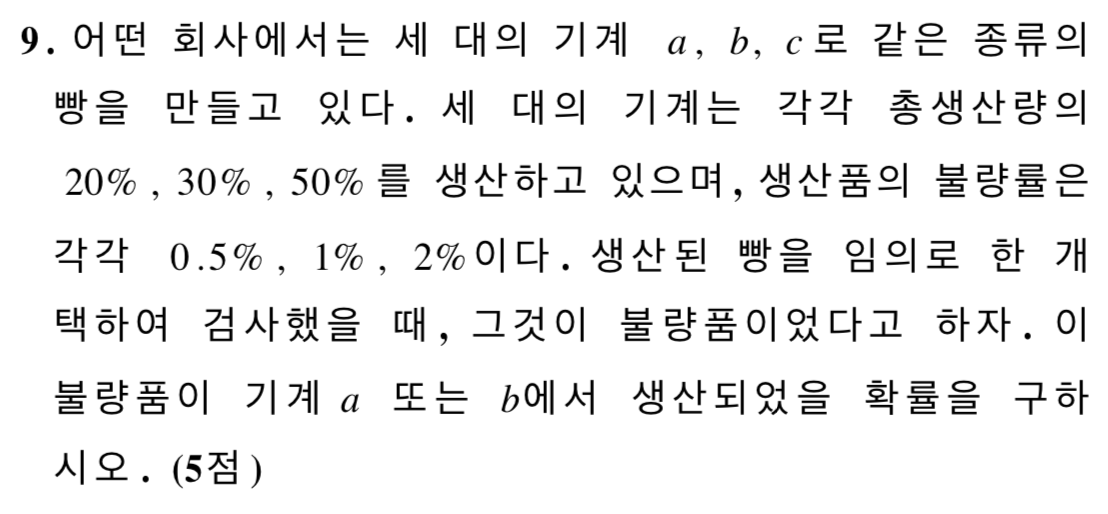 9. 어떤 회사에서는 세 대의 기계 a, b, c로 같은 종류의
빵을 만들고 있다. 세 대의 기계는 각각 총생산량의
20%, 30%, 50%를 생산하고 있으며, 생산품의 불량률은
각각 0.5%, 1%, 2%이다. 생산된 빵을 임의로 한 개
택하여 검사했을 때, 그것이 불량품이었다고 하자. 이
불량품이 기계 a 또는 b에서 생산되었을 확률을 구하
시오. (5점)